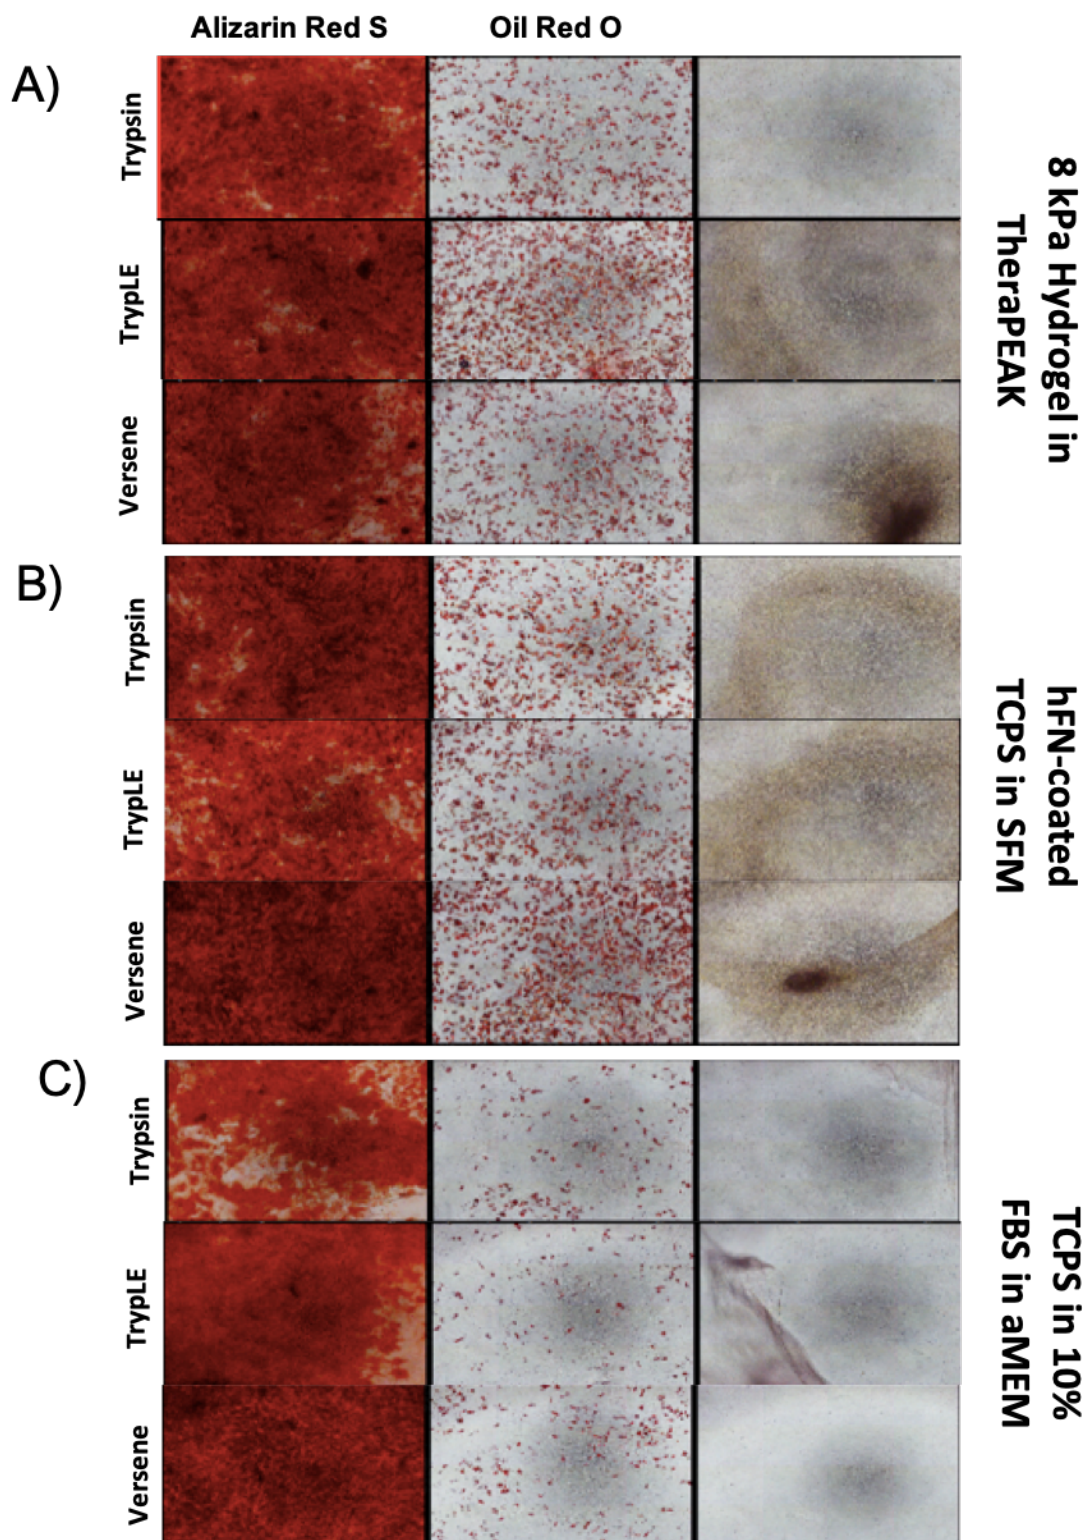 Alizarin Red S
Oil Red O
A)
Trypsin
TrypLE
Versene
8 kPa Hydrogel in
TheraPEAK
B)
Trypsin
TrypLE
Versene
hFN-coated
TCPS in SFM
C)
Trypsin
TrypLE
Versene
TCPS in 10%
FBS in aMEM